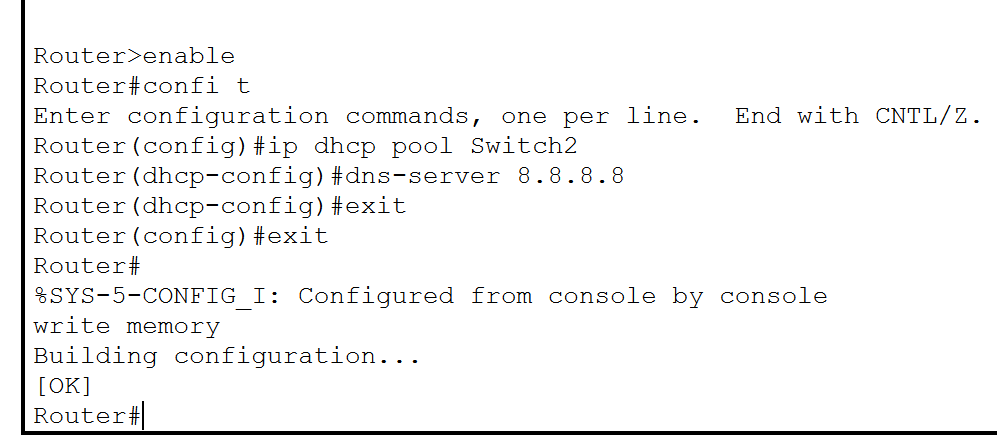 Router>enable
Router#confi t
Enter configuration commands, one per line.  End with CNTL/Z.
Router(config)#ip dhcp pool Switch2
Router(dhcp-config)#dns-server 8.8.8.8
Router(dhcp-config)#exit
Router(config)#exit
Router#
%SYS-5-CONFIG_I: Configured from console by console
write memory
Building configuration...
[OK]
Router#